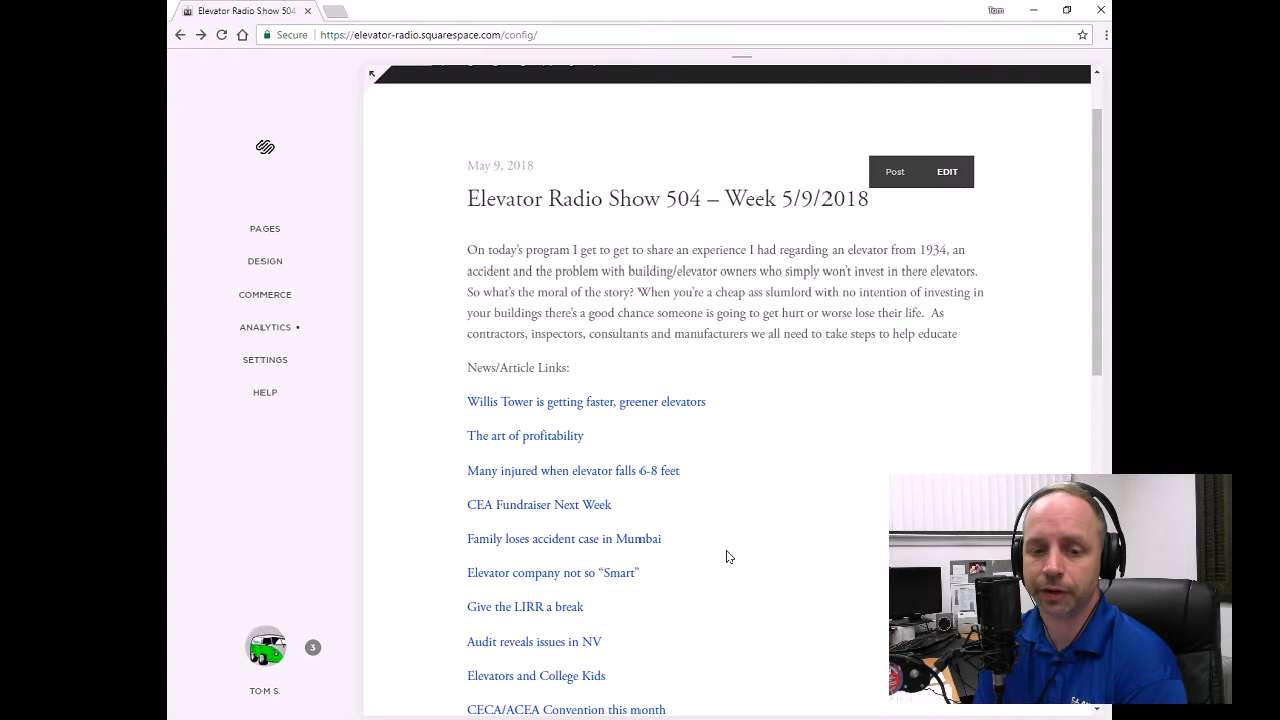 Elevator Radio Show 504
Tom
Secure
https://elevator-radio.squarespace.com/config/
PAGES
DESIGN
COMMERCE
ANALYTICS •
SETTINGS
HELP
3
TOM S.
May 9, 2018
Post EDIT
Elevator Radio Show 504 – Week 5/9/2018
On today's program I get to get to share an experience I had regarding an elevator from 1934, an
accident and the problem with building/elevator owners who simply won't invest in there elevators.
So what's the moral of the story? When you're a cheap ass slumlord with no intention of investing in
your buildings there's a good chance someone is going to get hurt or worse lose their life.  As
contractors, inspectors, consultants and manufacturers we all need to take steps to help educate
News/Article Links:
Willis Tower is getting faster, greener elevators
The art of profitability
Many injured when elevator falls 6-8 feet
CEA Fundraiser Next Week
Family loses accident case in Mumbai
Elevator company not so “Smart”
Give the LIRR a break
Audit reveals issues in NV
Elevators and College Kids
CECA/ACEA Convention this month